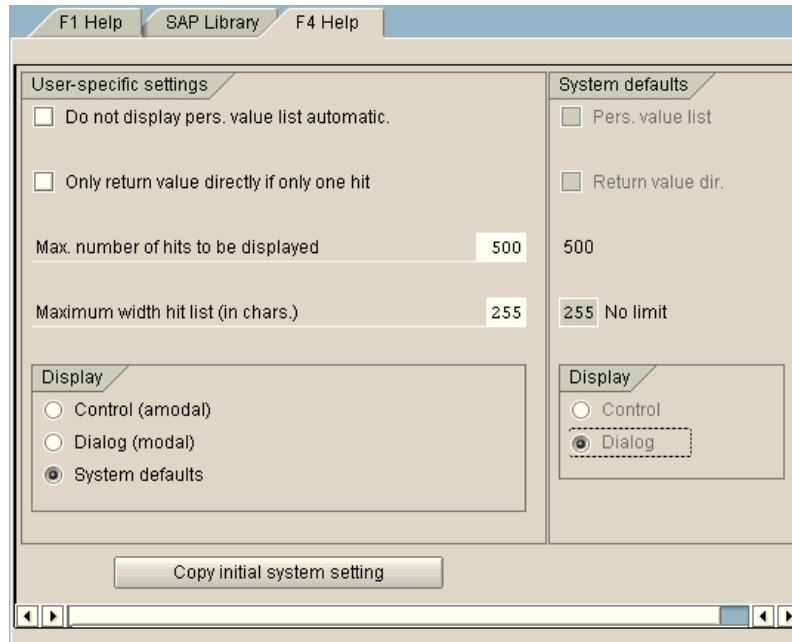 F1 Help SAP Library F4 Help
User-specific settings System defaults
Do not display pers. value list automatic. Pers. value list
Only return value directly if only one hit Return value dir.
Max. number of hits to be displayed 500 500
Maximum width hit list (in chars.) 255 255 No limit
Display Display
Control (amodal) Control
Dialog (modal) Dialog
System defaults
Copy initial system setting